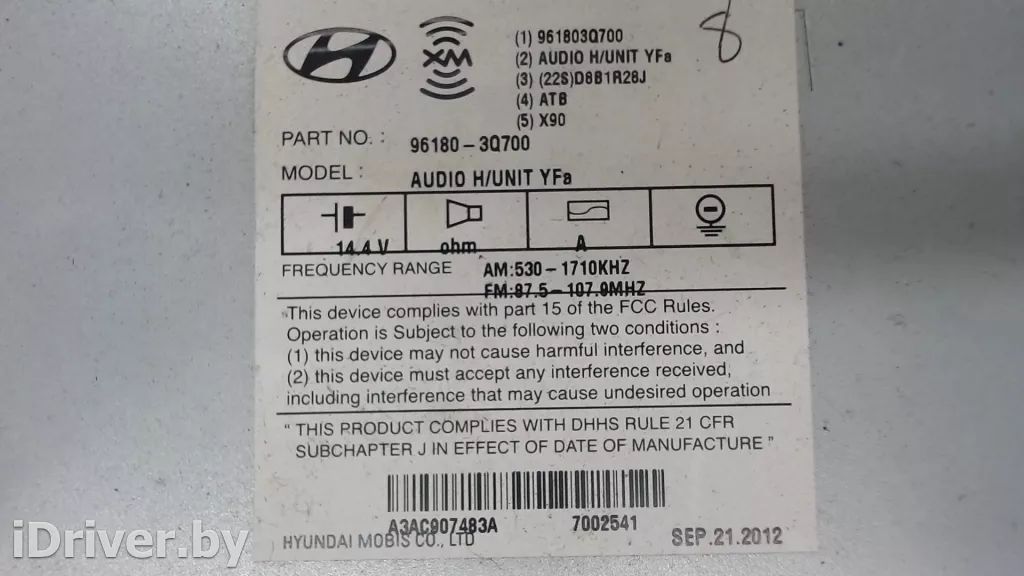 XM
(1) 961803Q700
(2) AUDIO H/UNIT YFa
(3) (22S)D8B1R28J
(4) ATB
(5) X90
8
PART NO. : 96180-3Q700
MODEL : AUDIO H/UNIT YFa
14.4 V ohm A
FREQUENCY RANGE AM:530-1710KHZ
FM:87.5-107.9MHZ
This device complies with part 15 of the FCC Rules.
Operation is Subject to the following two conditions :
(1) this device may not cause harmful interference, and
(2) this device must accept any interference received,
including interference that may cause undesired operation
" THIS PRODUCT COMPLIES WITH DHHS RULE 21 CFR
SUBCHAPTER J IN EFFECT OF DATE OF MANUFACTURE "
A3AC907483A 7002541
HYUNDAI MOBIS CO., LTD SEP.21.2012
iDriver.by